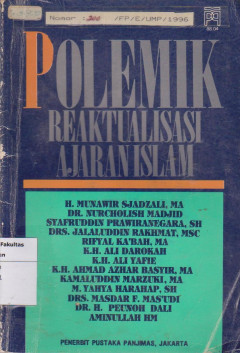 Nomor : 200 /FP/E/UMP/1996
POLEMIK
REAKTUALISASI
AJARAN ISLAM
H. MUNAWIR SJADZALI, MA
DR. NURCHOLISH MADJID
SYAFRUDDIN PRAWIRANEGARA, SH
DRS. JALALUDDIN RAKHMAT, MSC
RIFYAL KA'BAH, MA
K.H. ALI DAROKAH
K.H. ALI YAFIE
K.H. AHMAD AZHAR BASYIR, MA
KAMALUDDIN MARZUKI, MA
M. YAHYA HARAHAP, SH
DRS. MASDAR F. MAS'UDI
DR. H. PEUNOH DALI
AMINULLAH HM
Fakultas
PENERBIT PUSTAKA PANJIMAS, JAKARTA